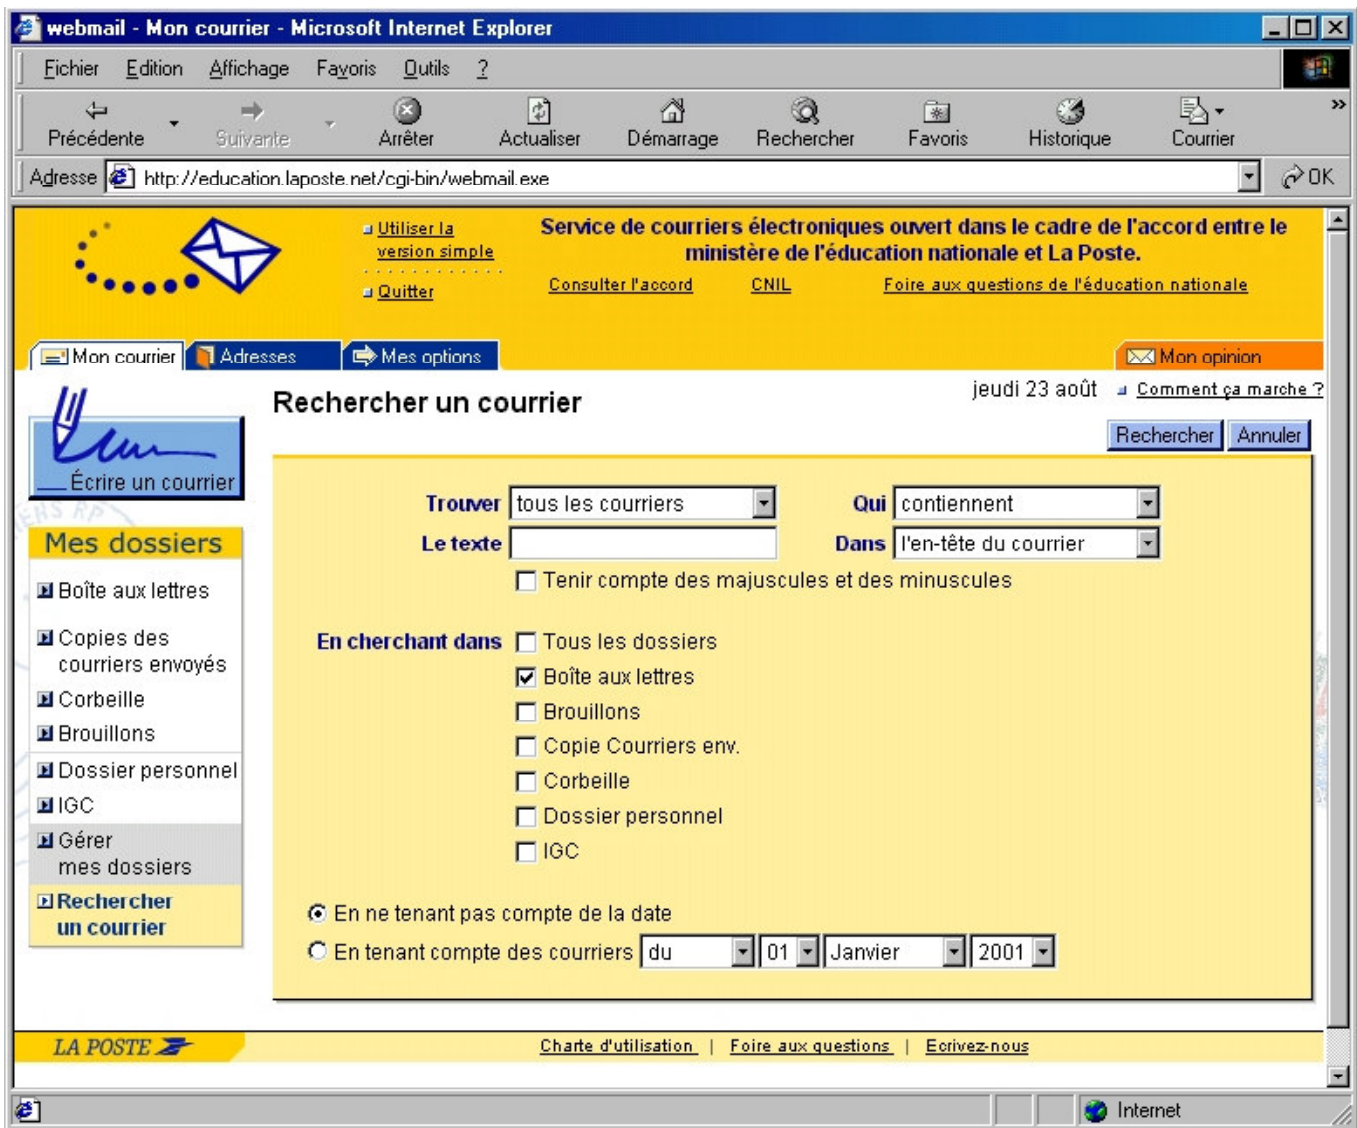 webmail - Mon courrier - Microsoft Internet Explorer
Fichier Edition Affichage Favoris Outils ?
Précédente Suivante Arrêter Actualiser Démarrage Rechercher Favoris Historique Courrier »
Adresse http://education.laposte.net/cgi-bin/webmail.exe OK
Utiliser la
version simple
Quitter
Service de courriers électroniques ouvert dans le cadre de l'accord entre le
ministère de l'éducation nationale et La Poste.
Consulter l'accord CNIL Foire aux questions de l'éducation nationale
Mon courrier Adresses Mes options Mon opinion
jeudi 23 août Comment ça marche ?
Rechercher un courrier
Rechercher Annuler
Écrire un courrier
Mes dossiers
Boîte aux lettres
Copies des
courriers envoyés
Corbeille
Brouillons
Dossier personnel
IGC
Gérer
mes dossiers
Rechercher
un courrier
Trouver tous les courriers Qui contiennent
Le texte Dans l'en-tête du courrier
Tenir compte des majuscules et des minuscules
En cherchant dans Tous les dossiers
Boîte aux lettres
Brouillons
Copie Courriers env.
Corbeille
Dossier personnel
IGC
En ne tenant pas compte de la date
En tenant compte des courriers du 01 Janvier 2001
LA POSTE Charte d'utilisation | Foire aux questions | Ecrivez-nous
Internet